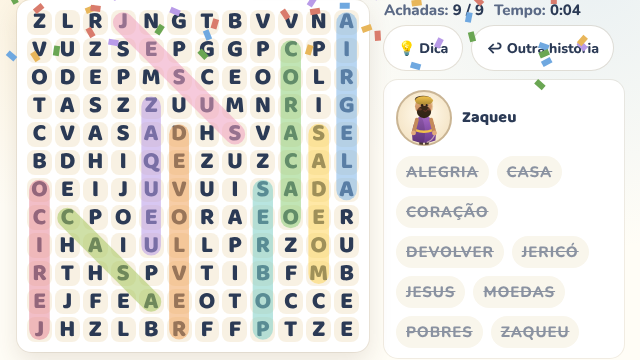 Z L R J N G T B V V N A
V U Z S E P G G P C P I
O D E P M S C E O O L R
T A S Z Z U U M N R I G
C V A S A D H S V A S E
B D H I Q E Z U Z C A L
O E I J U V U I S A D A
C C P O E O R A E O E R
I H A I U L L P R Z O U
R T H S P V T I B F M B
E J F E A E O T O C C E
J H Z L B R F F P T Z E
Achadas: 9 / 9 Tempo: 0:04
💡 Dica ↩ Outra história
Zaqueu
ALEGRIA CASA
CORAÇÃO
DEVOLVER JERICÓ
JESUS MOEDAS
POBRES ZAQUEU